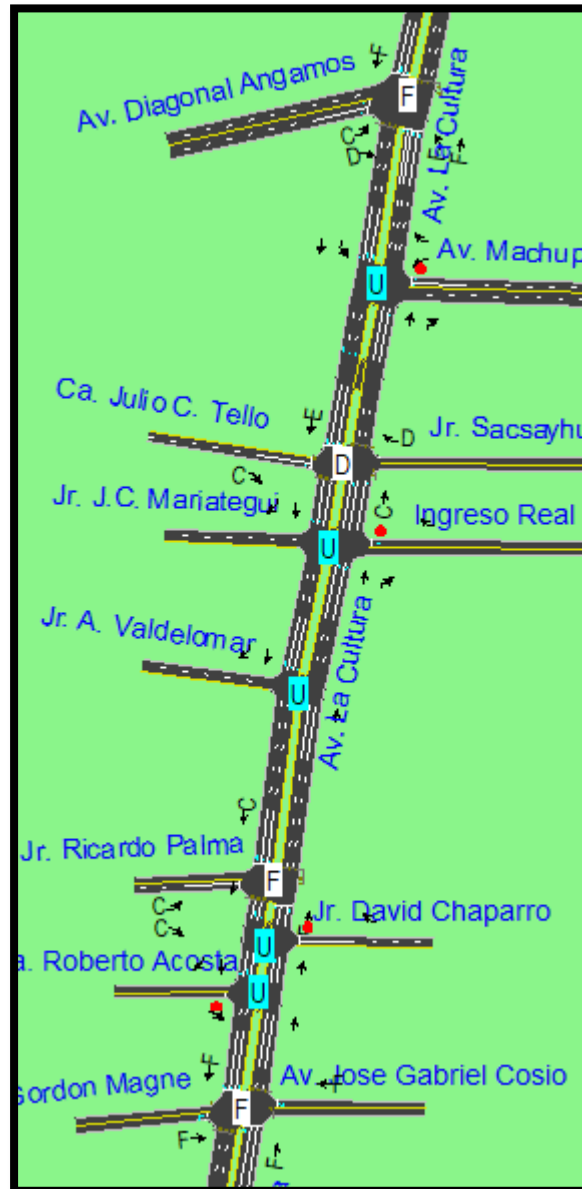 F
Av. Diagonal Angamos
F
C
D
F
F
Av. La Cultura
Av. Machup
U
Ca. Julio C. Tello
F
D
Jr. Sacsayhu
D
C
C
Jr. J.C. Mariategui
Ingreso Real
U
Jr. A. Valdelomar
Av. La Cultura
U
C
Jr. Ricardo Palma
F
C
C
Jr. David Chaparro
U
a. Roberto Acosta
U
F
Gordon Magne
Av. Jose Gabriel Cosio
F
F
F